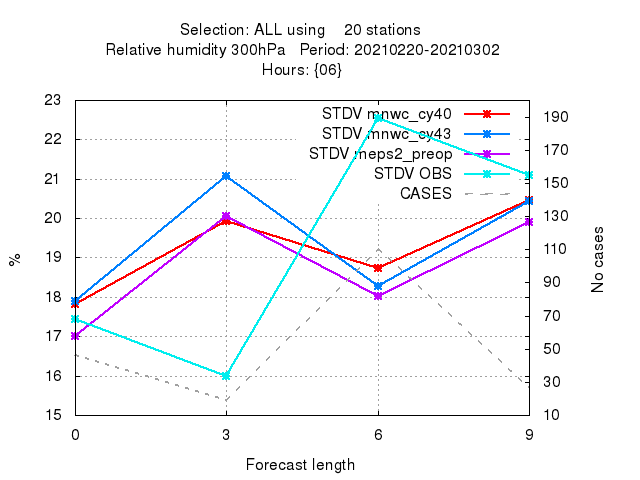 Selection: ALL using 20 stations
Relative humidity 300hPa Period: 20210220-20210302
Hours: {06}
STDV mnwc_cy40
STDV mnwc_cy43
STDV meps2_preop
STDV OBS
CASES
23
22
21
20
19
18
17
16
15
%
190
170
150
130
110
90
70
50
30
10
No cases
0 3 6 9
Forecast length